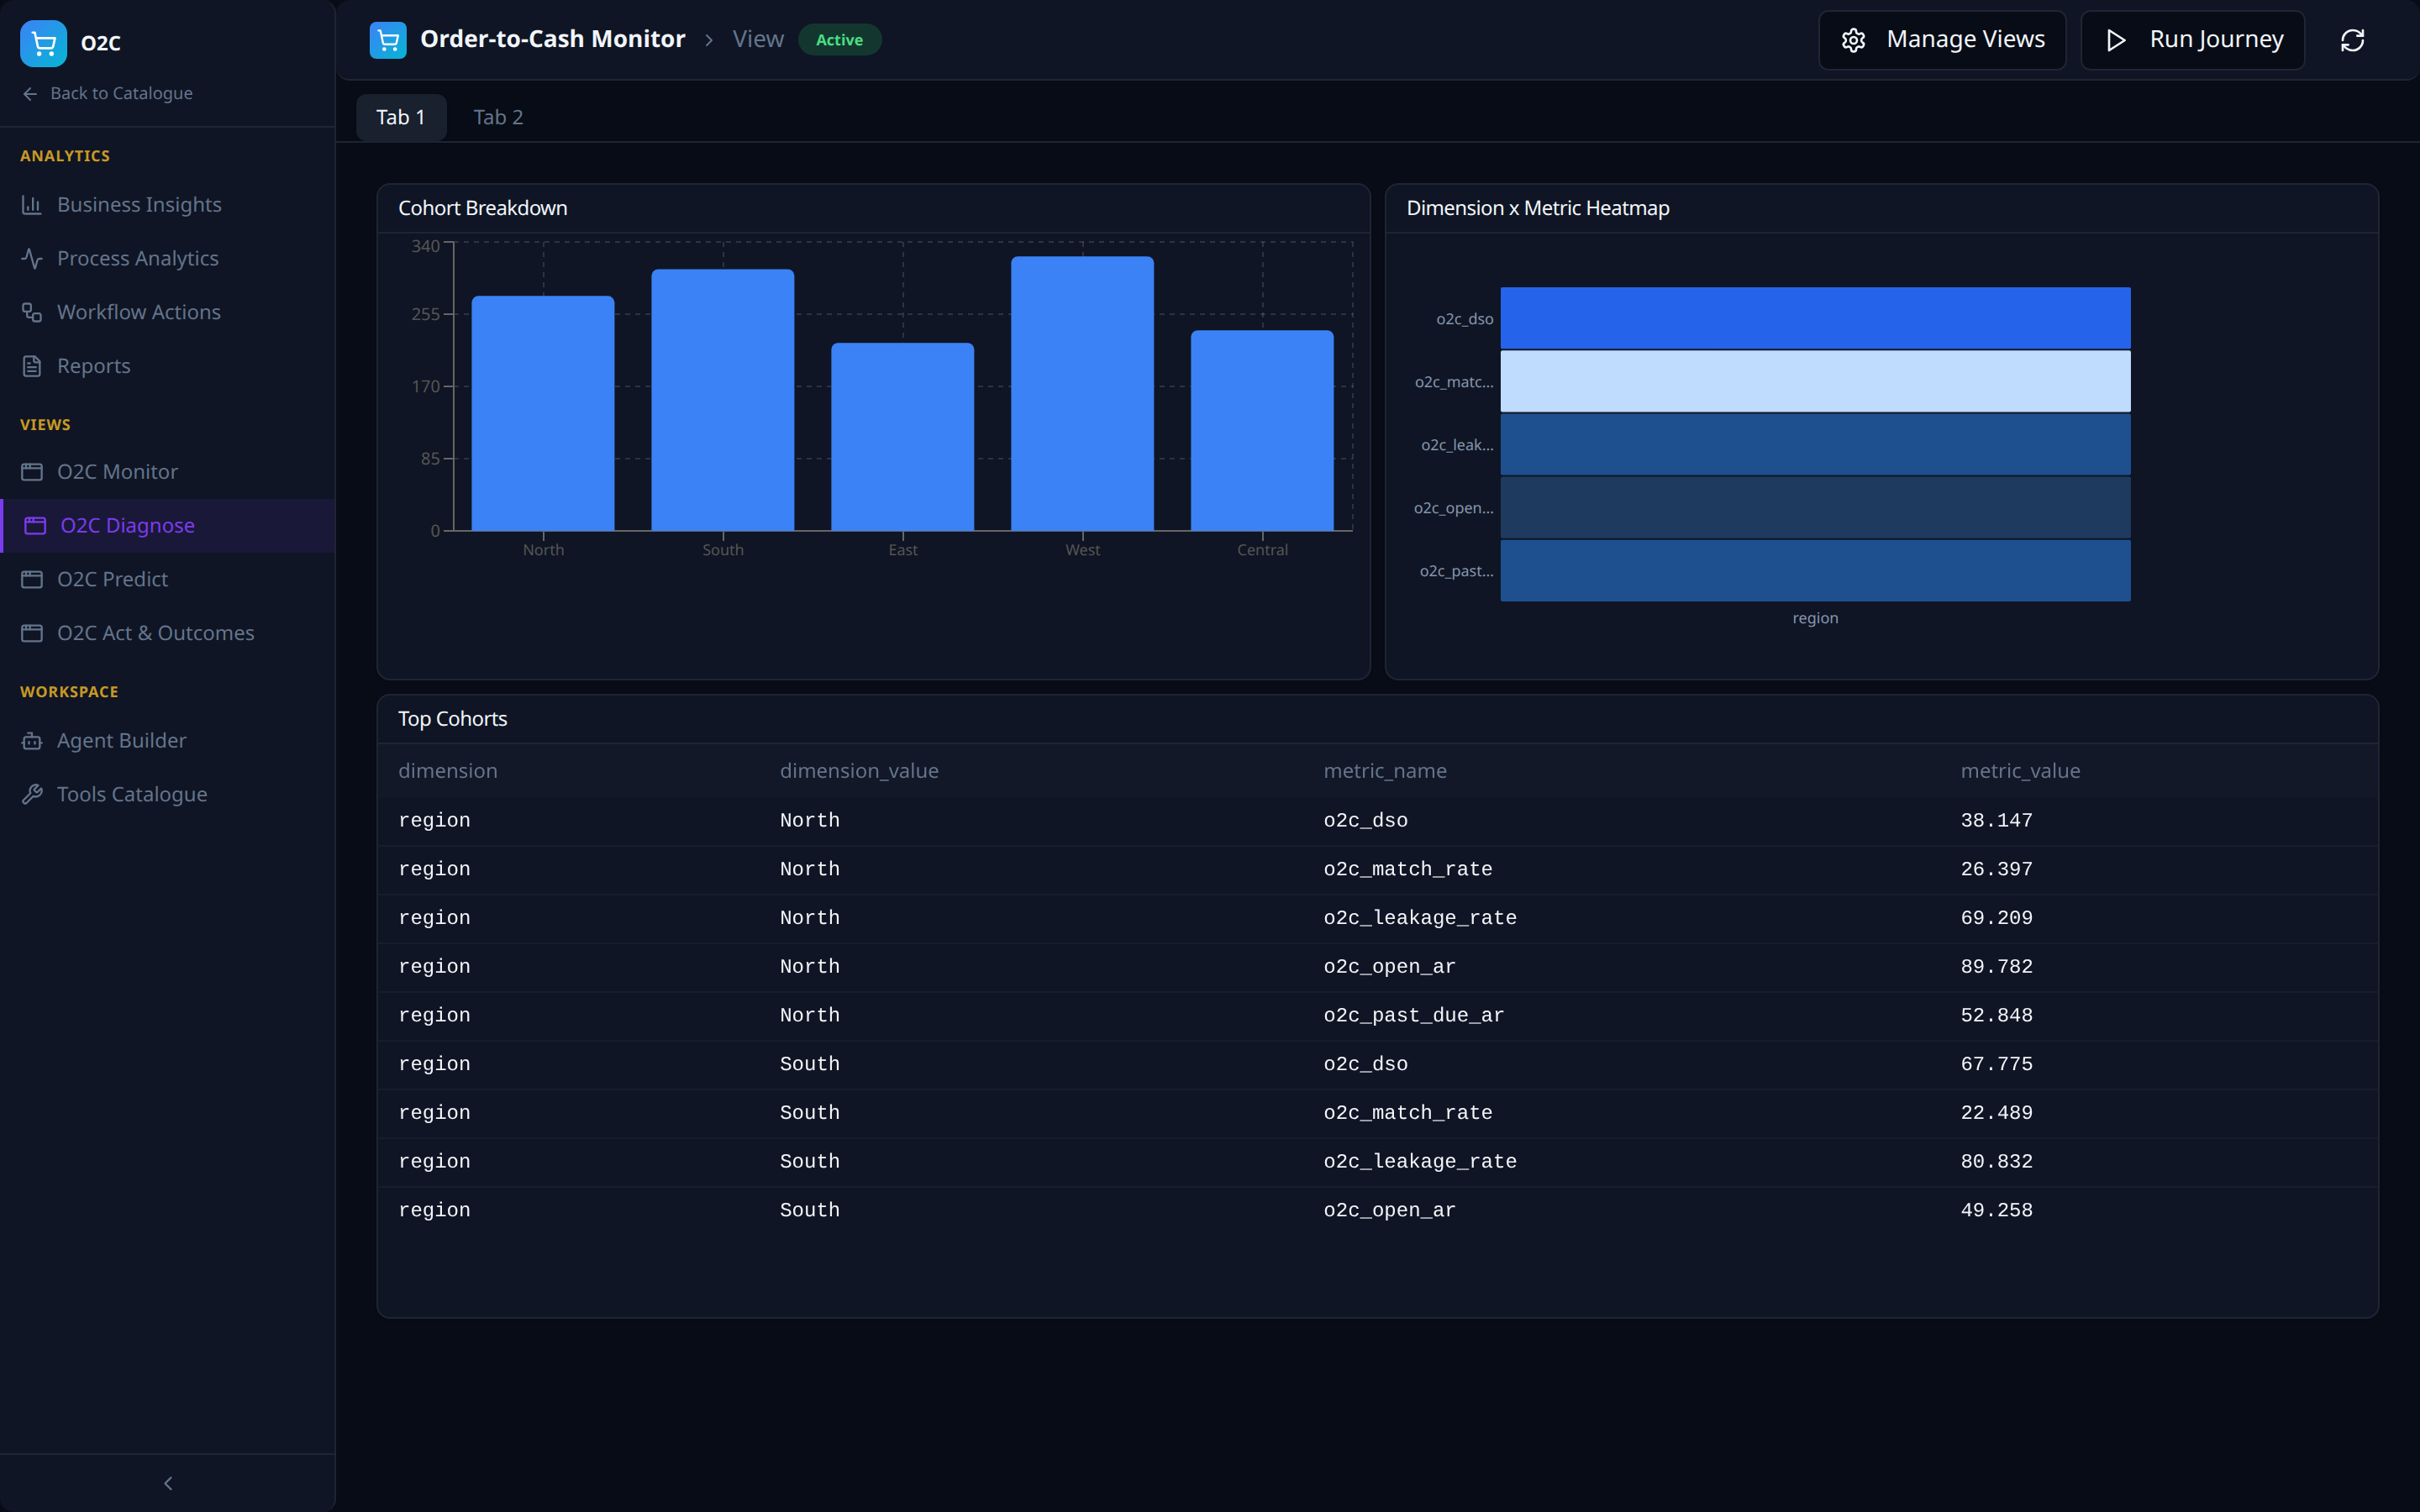 O2C
Back to Catalogue
ANALYTICS
Business Insights
Process Analytics
Workflow Actions
Reports
VIEWS
O2C Monitor
O2C Diagnose
O2C Predict
O2C Act & Outcomes
WORKSPACE
Agent Builder
Tools Catalogue
Order-to-Cash Monitor View Active
Manage Views
Run Journey
Tab 1 Tab 2
Cohort Breakdown
340
255
170
85
0
North South East West Central
Dimension x Metric Heatmap
o2c_dso
o2c_matc...
o2c_leak...
o2c_open...
o2c_past...
region
Top Cohorts
dimension dimension_value metric_name metric_value
region North o2c_dso 38.147
region North o2c_match_rate 26.397
region North o2c_leakage_rate 69.209
region North o2c_open_ar 89.782
region North o2c_past_due_ar 52.848
region South o2c_dso 67.775
region South o2c_match_rate 22.489
region South o2c_leakage_rate 80.832
region South o2c_open_ar 49.258